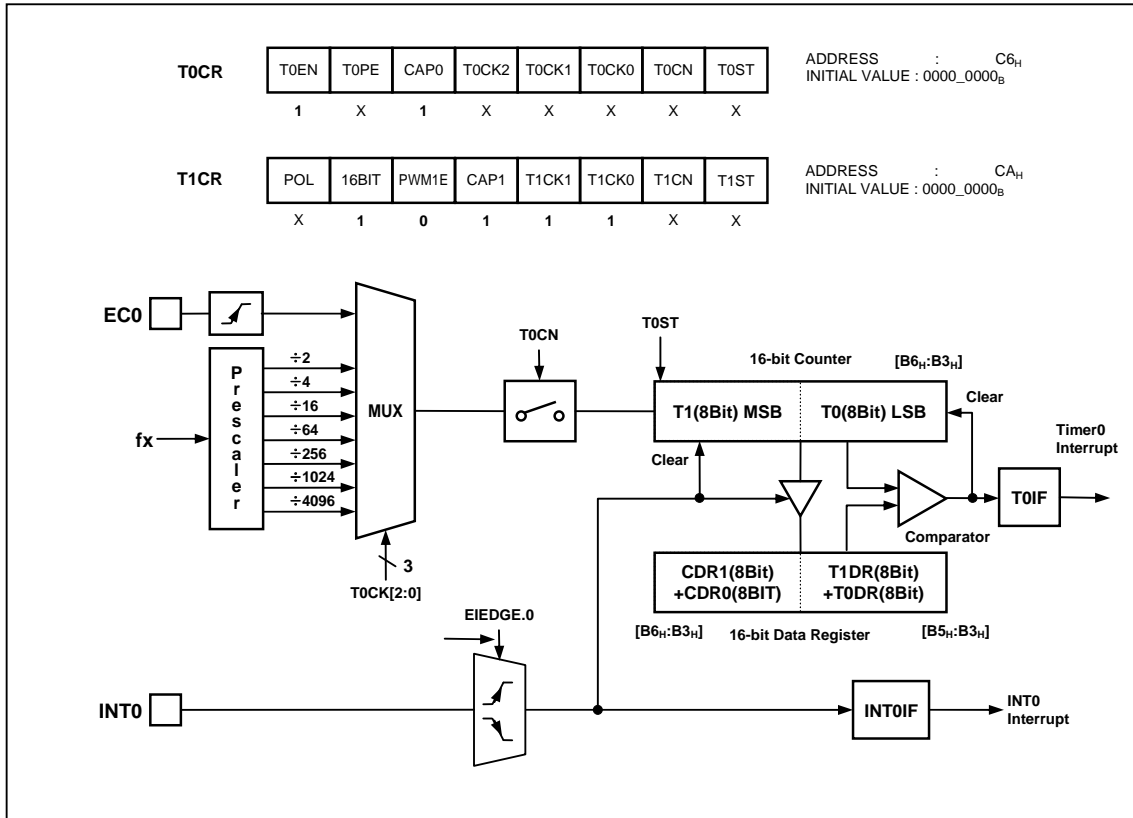 T0CR T0EN T0PE CAP0 T0CK2 T0CK1 T0CK0 T0CN T0ST
ADDRESS : C6H
INITIAL VALUE : 0000_0000B
1 X 1 X X X X X
T1CR POL 16BIT PWM1E CAP1 T1CK1 T1CK0 T1CN T1ST
ADDRESS : CAH
INITIAL VALUE : 0000_0000B
X 1 0 1 1 1 X X
EC0
T0CN
T0ST
16-bit Counter
[B6H:B3H]
Prescaler
÷2
÷4
÷16
÷64
÷256
÷1024
÷4096
MUX
fx
T1(8Bit) MSB
T0(8Bit) LSB
Clear
Clear
Timer0
Interrupt
T0IF
Comparator
3
T0CK[2:0]
CDR1(8Bit)
+CDR0(8BIT)
T1DR(8Bit)
+T0DR(8Bit)
[B6H:B3H]
16-bit Data Register
[B5H:B3H]
EIEDGE.0
INT0
INT0IF
INT0
Interrupt